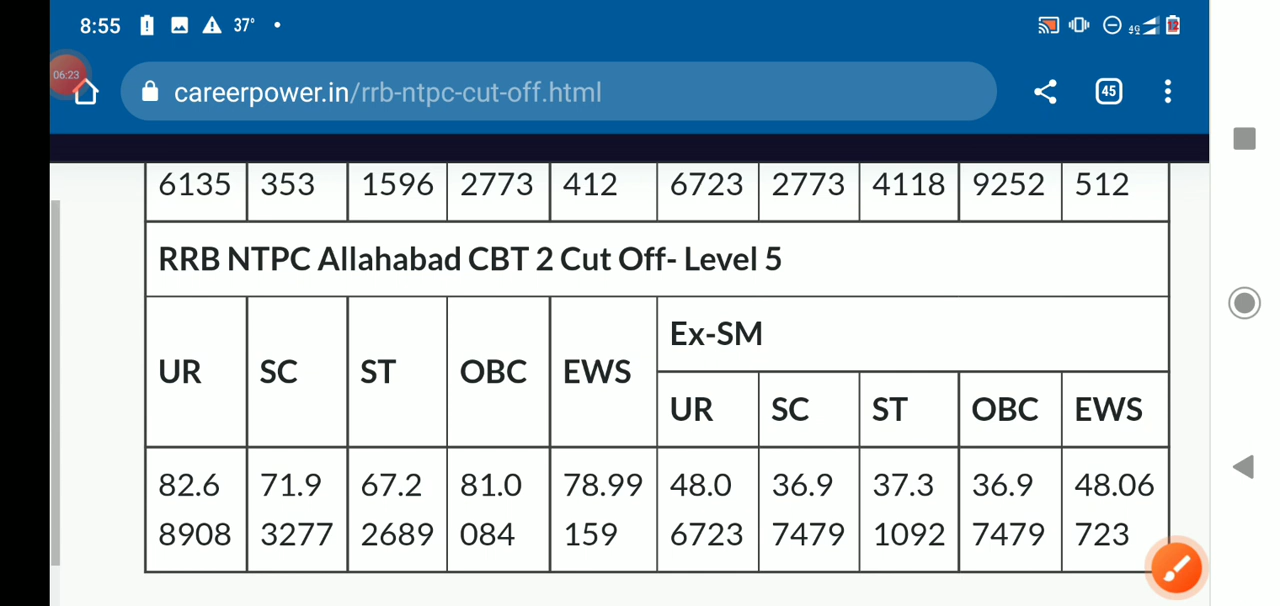 8:55 37°
4G 12
06:23
careerpower.in/rrb-ntpc-cut-off.html 45
6135 353 1596 2773 412 6723 2773 4118 9252 512
RRB NTPC Allahabad CBT 2 Cut Off- Level 5
Ex-SM
UR SC ST OBC EWS
UR SC ST OBC EWS
82.6 71.9 67.2 81.0 78.99 48.0 36.9 37.3 36.9 48.06
8908 3277 2689 084 159 6723 7479 1092 7479 723